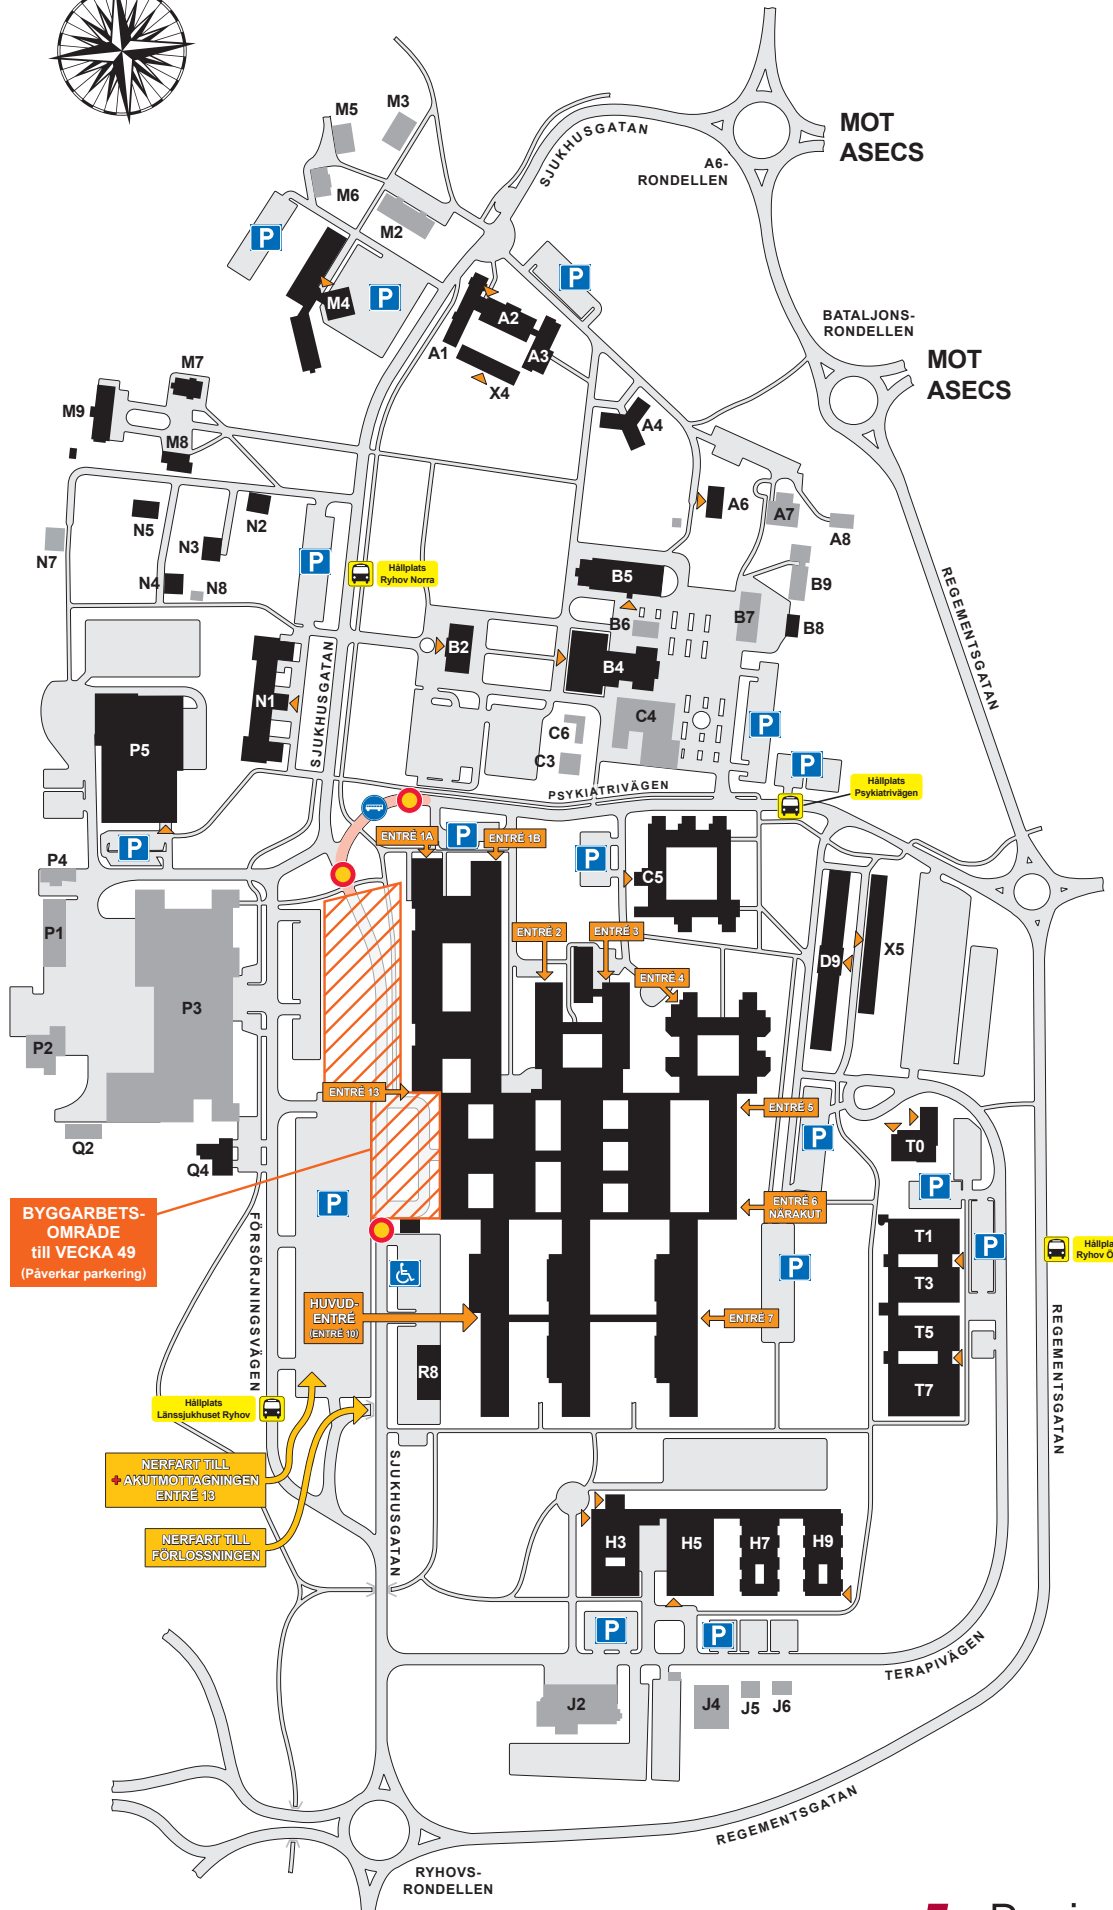 MOT
ASECS
A6-
RONDELLEN
SJUKHUSGATAN
M5
M3
M6
M2
P
P
P
M4
A2
A1
A3
X4
BATALJONS-
RONDELLEN
MOT
ASECS
M7
M9
M8
A4
N5
N2
N3
N7
N4
N8
P
Hållplats
Ryhov Norra
A6
A7
A8
B5
B9
B7
B6
B8
B2
B4
REGEMENTSGATAN
SJUKHUSGATAN
N1
P5
C6
C4
C3
P
P
PSYKIATRIVÄGEN
Hållplats
Psykiatrivägen
ENTRÉ 1A
P
ENTRÉ 1B
P
P
P4
C5
P1
ENTRÉ 2
ENTRÉ 3
D9
X5
ENTRÉ 4
P3
P2
ENTRÉ 13
ENTRÉ 5
Q2
Q4
P
T0
P
P
ENTRÉ 6
NÄRAKUT
BYGGARBETS-
OMRÅDE
till VECKA 49
(Påverkar parkering)
FÖRSÖRJNINGSVÄGEN
T1
P
T3
P
HUVUD-
ENTRÉ
(ENTRÉ 10)
ENTRÉ 7
T5
T7
R8
REGEMENTSGATAN
Hållplats
Länssjukhuset Ryhov
NERFART TILL
+ AKUTMOTTAGNINGEN
ENTRÉ 13
NERFART TILL
FÖRLOSSNINGEN
SJUKHUSGATAN
H3
H5
H7
H9
P
P
TERAPIVÄGEN
J2
J4
J5
J6
REGEMENTSGATAN
RYHOVS-
RONDELLEN